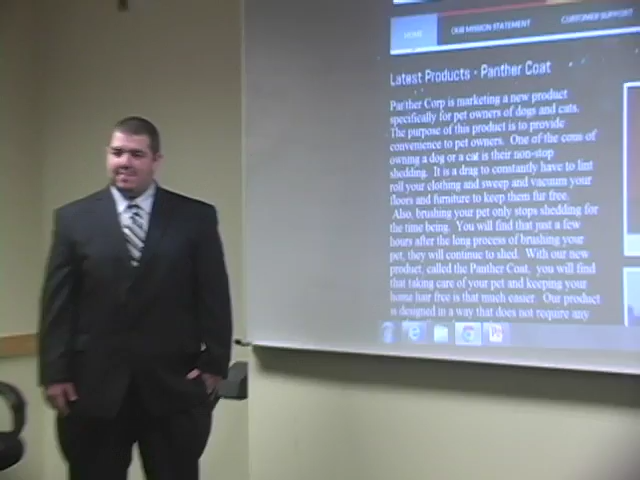 HOME OUR MISSION STATEMENT CUSTOMER SUPPORT
Latest Products - Panther Coat
Panther Corp is marketing a new product
specifically for pet owners of dogs and cats.
The purpose of this product is to provide
convenience to pet owners. One of the cons of
owning a dog or a cat is their non-stop
shedding. It is a drag to constantly have to lint
roll your clothing and sweep and vacuum your
floors and furniture to keep them fur free.
Also, brushing your pet only stops shedding for
the time being. You will find that just a few
hours after the long process of brushing your
pet, they will continue to shed. With our new
product, called the Panther Coat, you will find
that taking care of your pet and keeping your
home hair free is that much easier. Our product
is designed in a way that does not require any